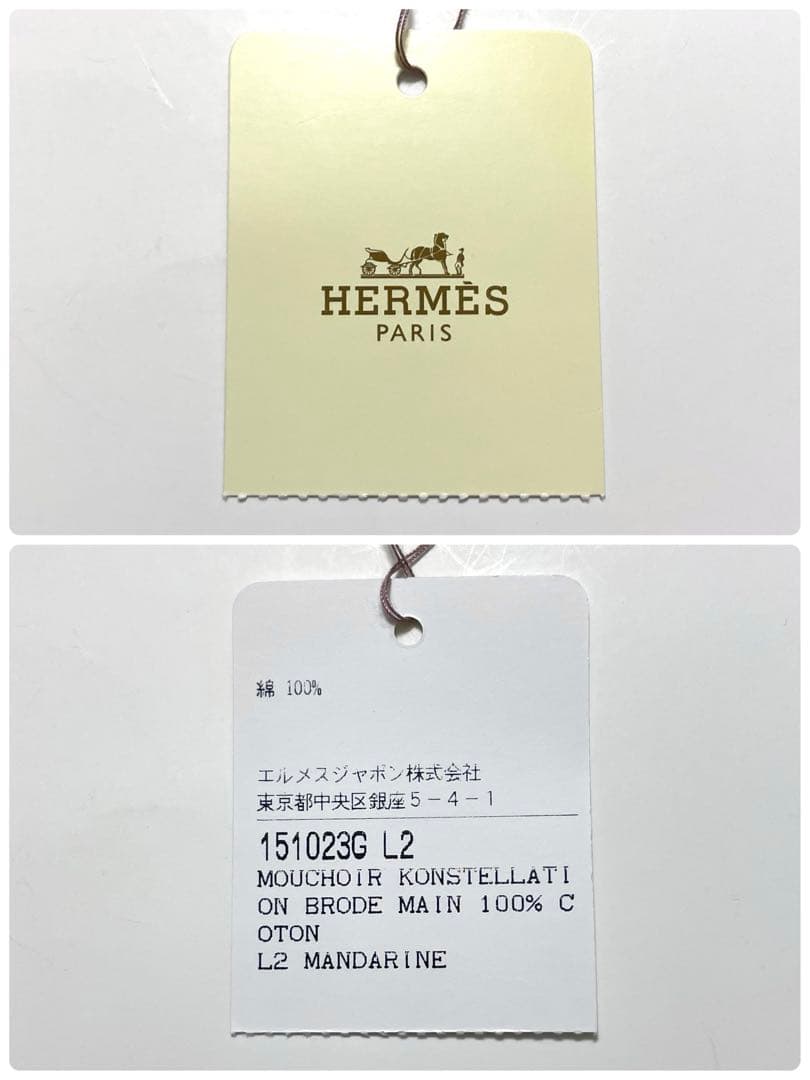 HERMÈS
PARIS
綿 100%
エルメスジャポン株式会社
東京都中央区銀座5-4-1
151023G L2
MOUCHOIR KONSTELLATI
ON BRODE MAIN 100% C
OTON
L2 MANDARINE